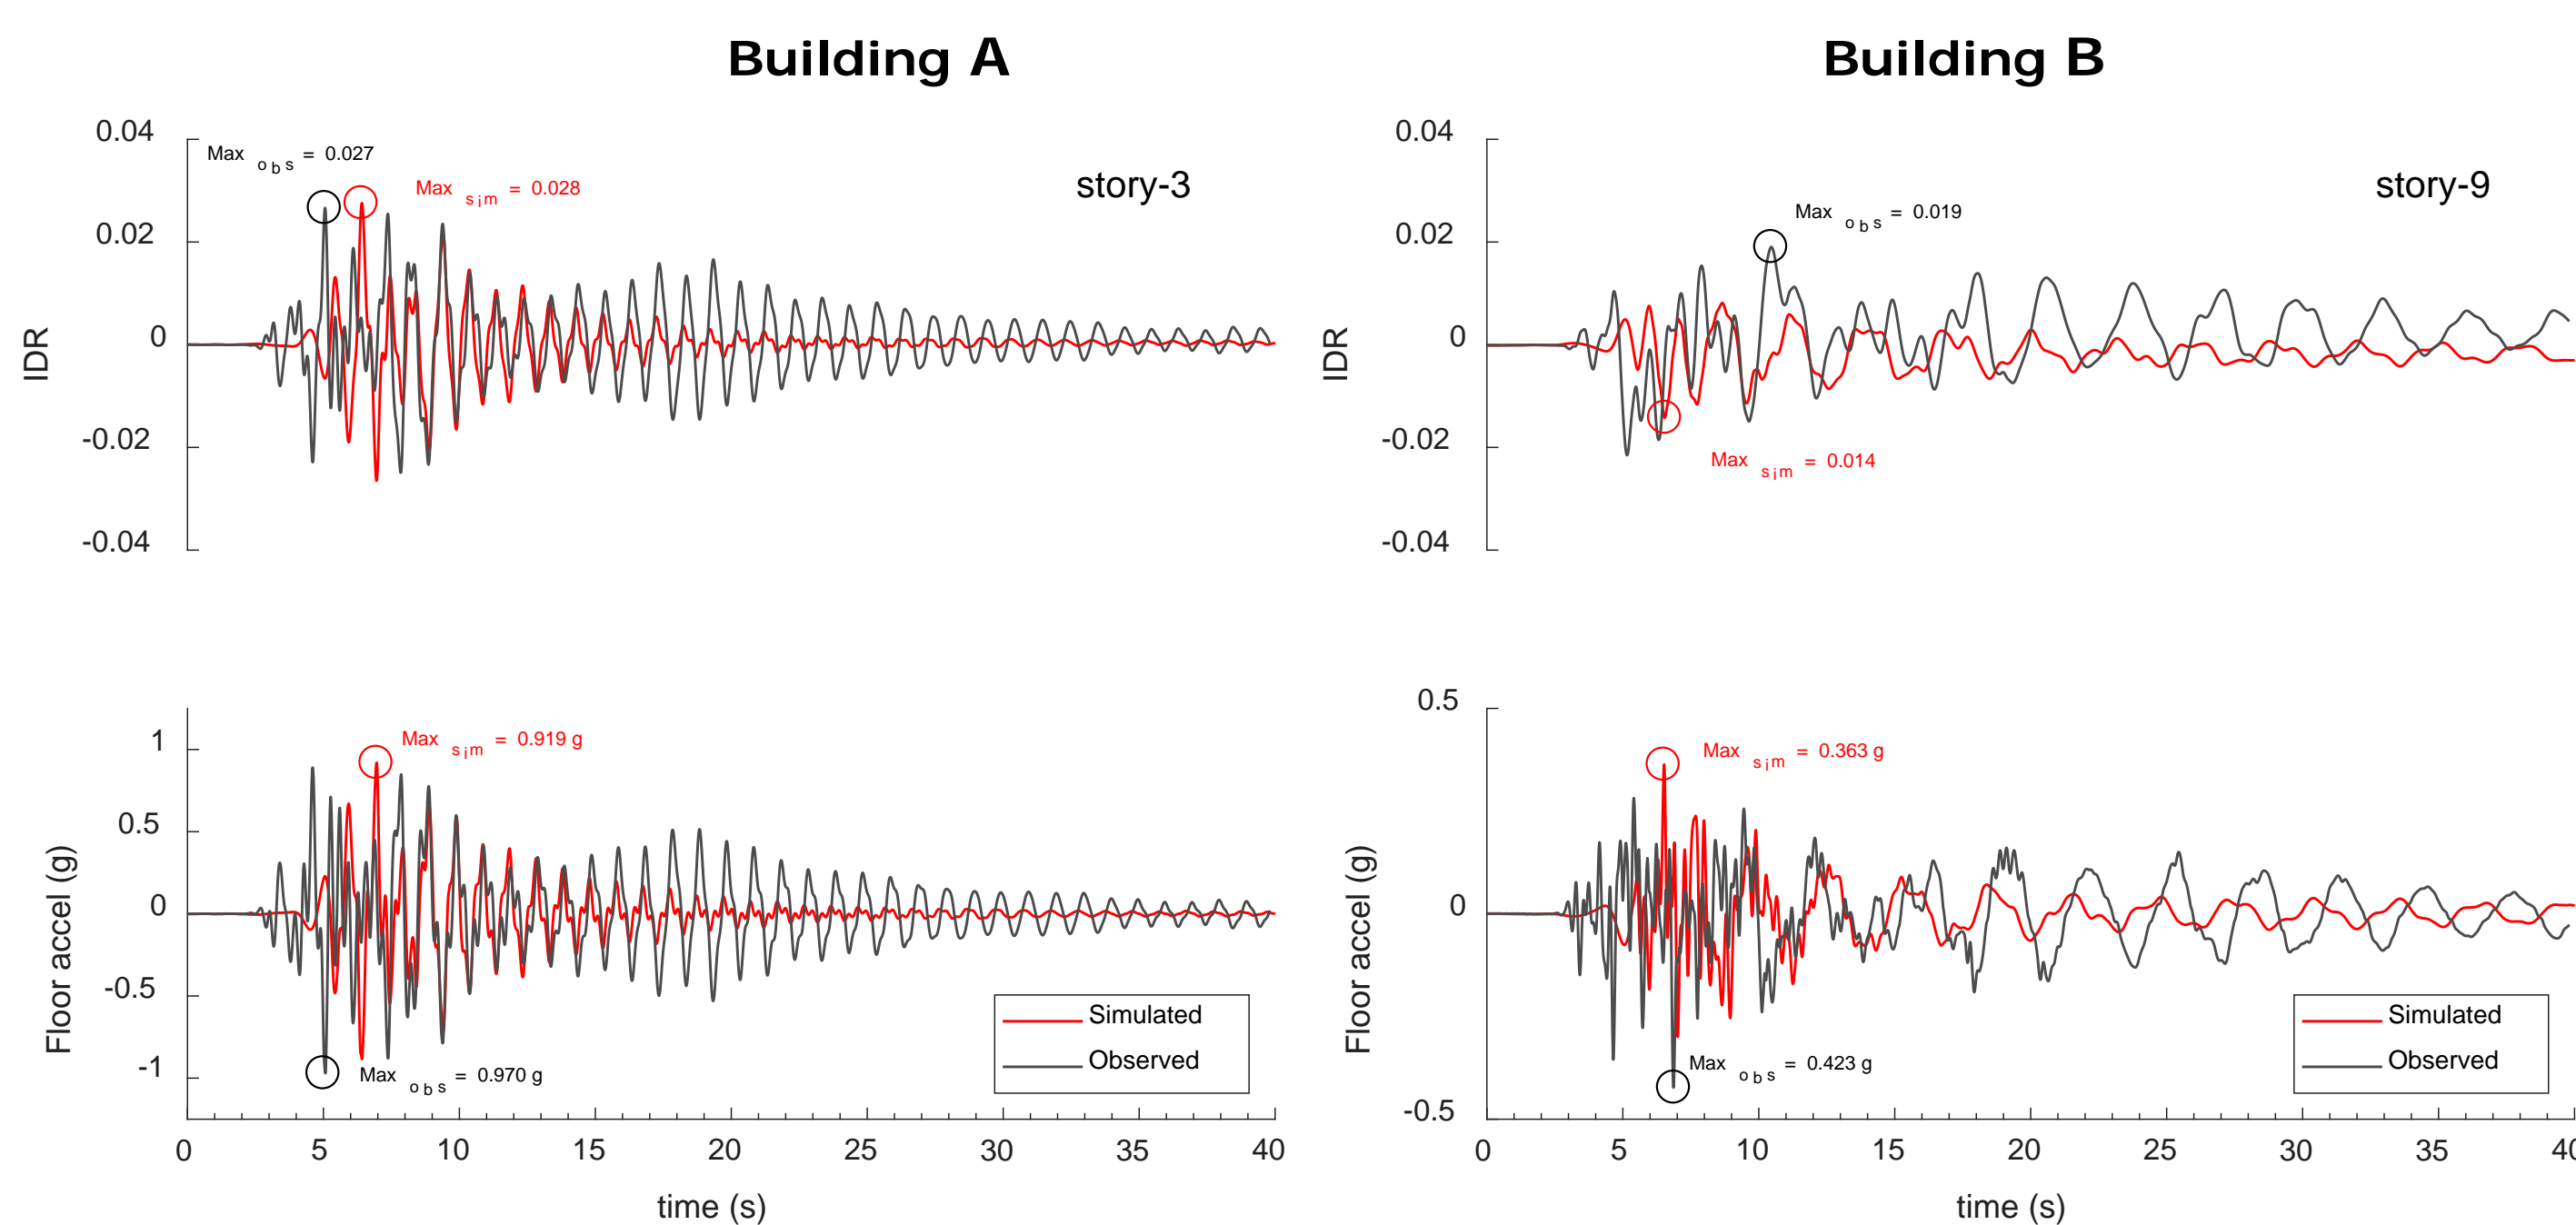 Building A
Building B
0.04
0.02
0
-0.02
-0.04
IDR
Max obs = 0.027
Max sim = 0.028
story-3
0.04
0.02
0
-0.02
-0.04
IDR
Max obs = 0.019
Max sim = 0.014
story-9
1
0.5
0
-0.5
-1
Floor accel (g)
Max sim = 0.919 g
Max obs = 0.970 g
Simulated
Observed
0 5 10 15 20 25 30 35 40
time (s)
0.5
0
-0.5
Floor accel (g)
Max sim = 0.363 g
Max obs = 0.423 g
Simulated
Observed
0 5 10 15 20 25 30 35 40
time (s)